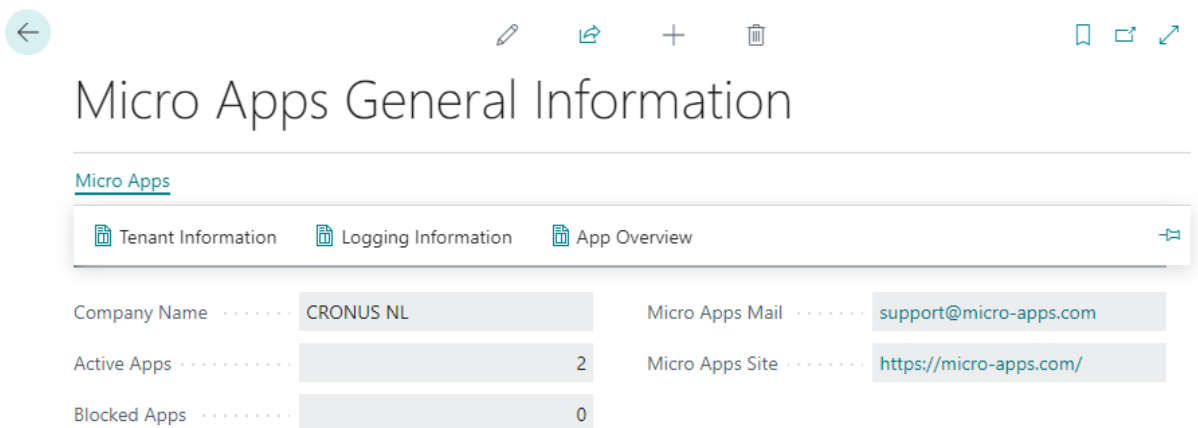 Micro Apps General Information
Micro Apps
Tenant Information Logging Information App Overview
Company Name CRONUS NL Micro Apps Mail support@micro-apps.com
Active Apps 2 Micro Apps Site https://micro-apps.com/
Blocked Apps 0